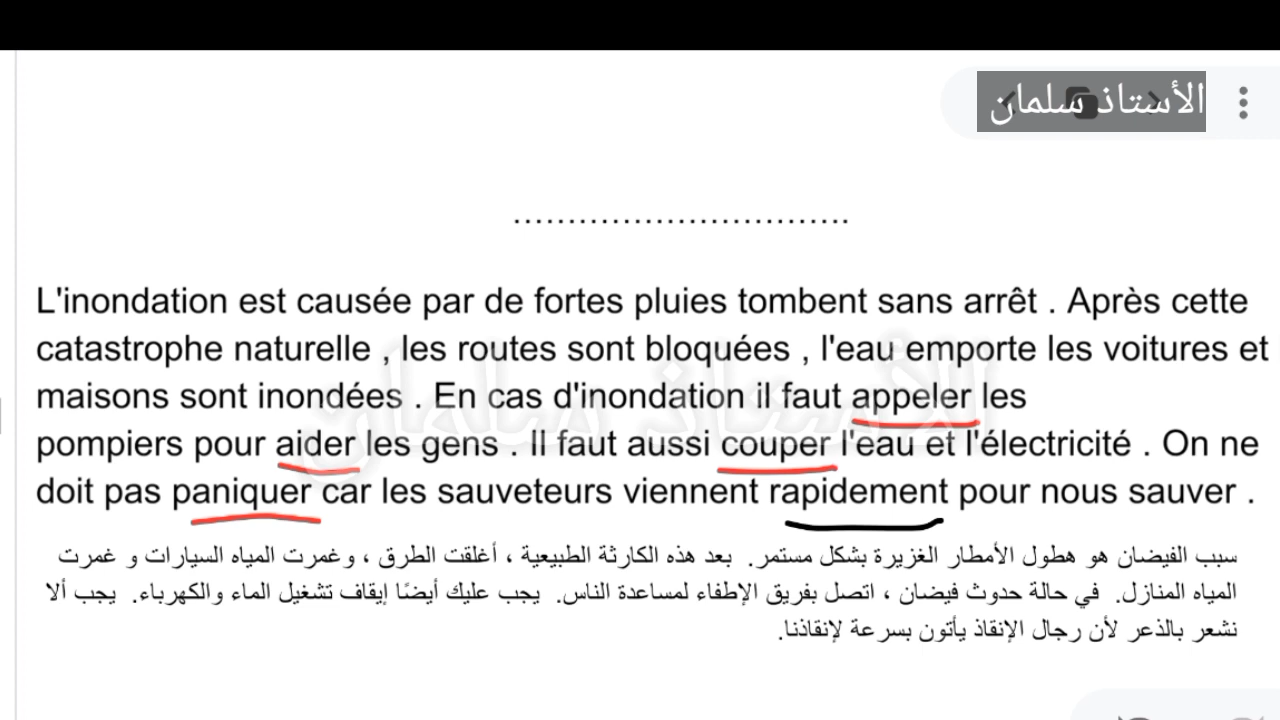 الأستاذ سلمان
..............................
L'inondation est causée par de fortes pluies tombent sans arrêt . Après cette
catastrophe naturelle , les routes sont bloquées , l'eau emporte les voitures et
maisons sont inondées . En cas d'inondation il faut appeler les
pompiers pour aider les gens . Il faut aussi couper l'eau et l'électricité . On ne
doit pas paniquer car les sauveteurs viennent rapidement pour nous sauver .
الأستاذ سلمان
سبب الفيضان هو هطول الأمطار الغزيرة بشكل مستمر. بعد هذه الكارثة الطبيعية ، أغلقت الطرق ، وغمرت المياه السيارات و غمرت
المياه المنازل. في حالة حدوث فيضان ، اتصل بفريق الإطفاء لمساعدة الناس. يجب عليك أيضًا إيقاف تشغيل الماء والكهرباء. يجب ألا
نشعر بالذعر لأن رجال الإنقاذ يأتون بسرعة لإنقاذنا.